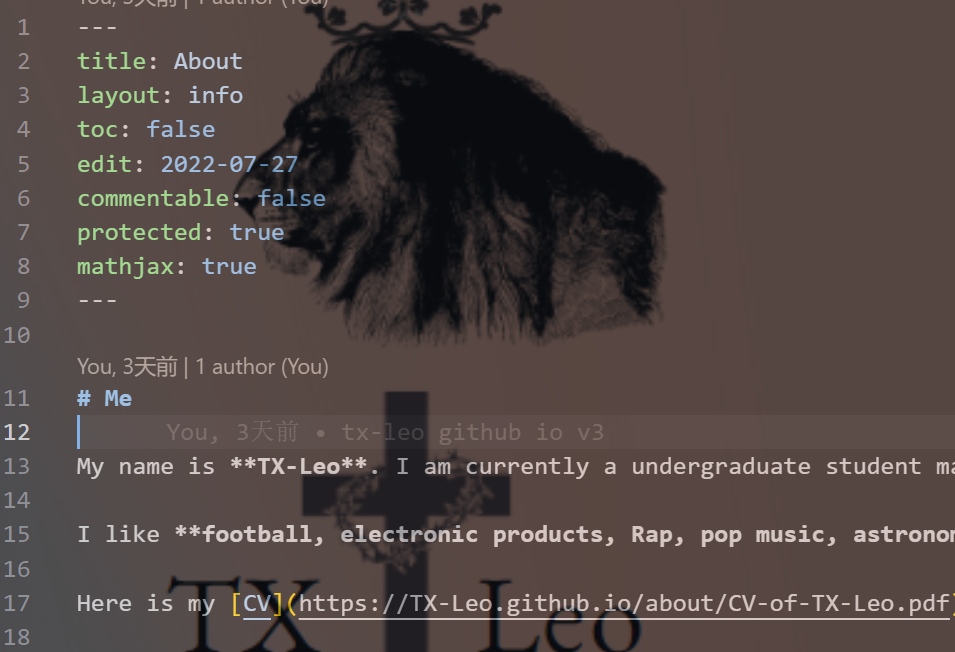 You, 3天前 | 1 author (You)
1 ---
2 title: About
3 layout: info
4 toc: false
5 edit: 2022-07-27
6 commentable: false
7 protected: true
8 mathjax: true
9 ---
10
You, 3天前 | 1 author (You)
11 # Me
12 You, 3天前 • tx-leo github io v3
13 My name is **TX-Leo**. I am currently a undergraduate student ma
14
15 I like **football, electronic products, Rap, pop music, astronom
16
17 Here is my [CV](https://TX-Leo.github.io/about/CV-of-TX-Leo.pdf)
18
TX Leo